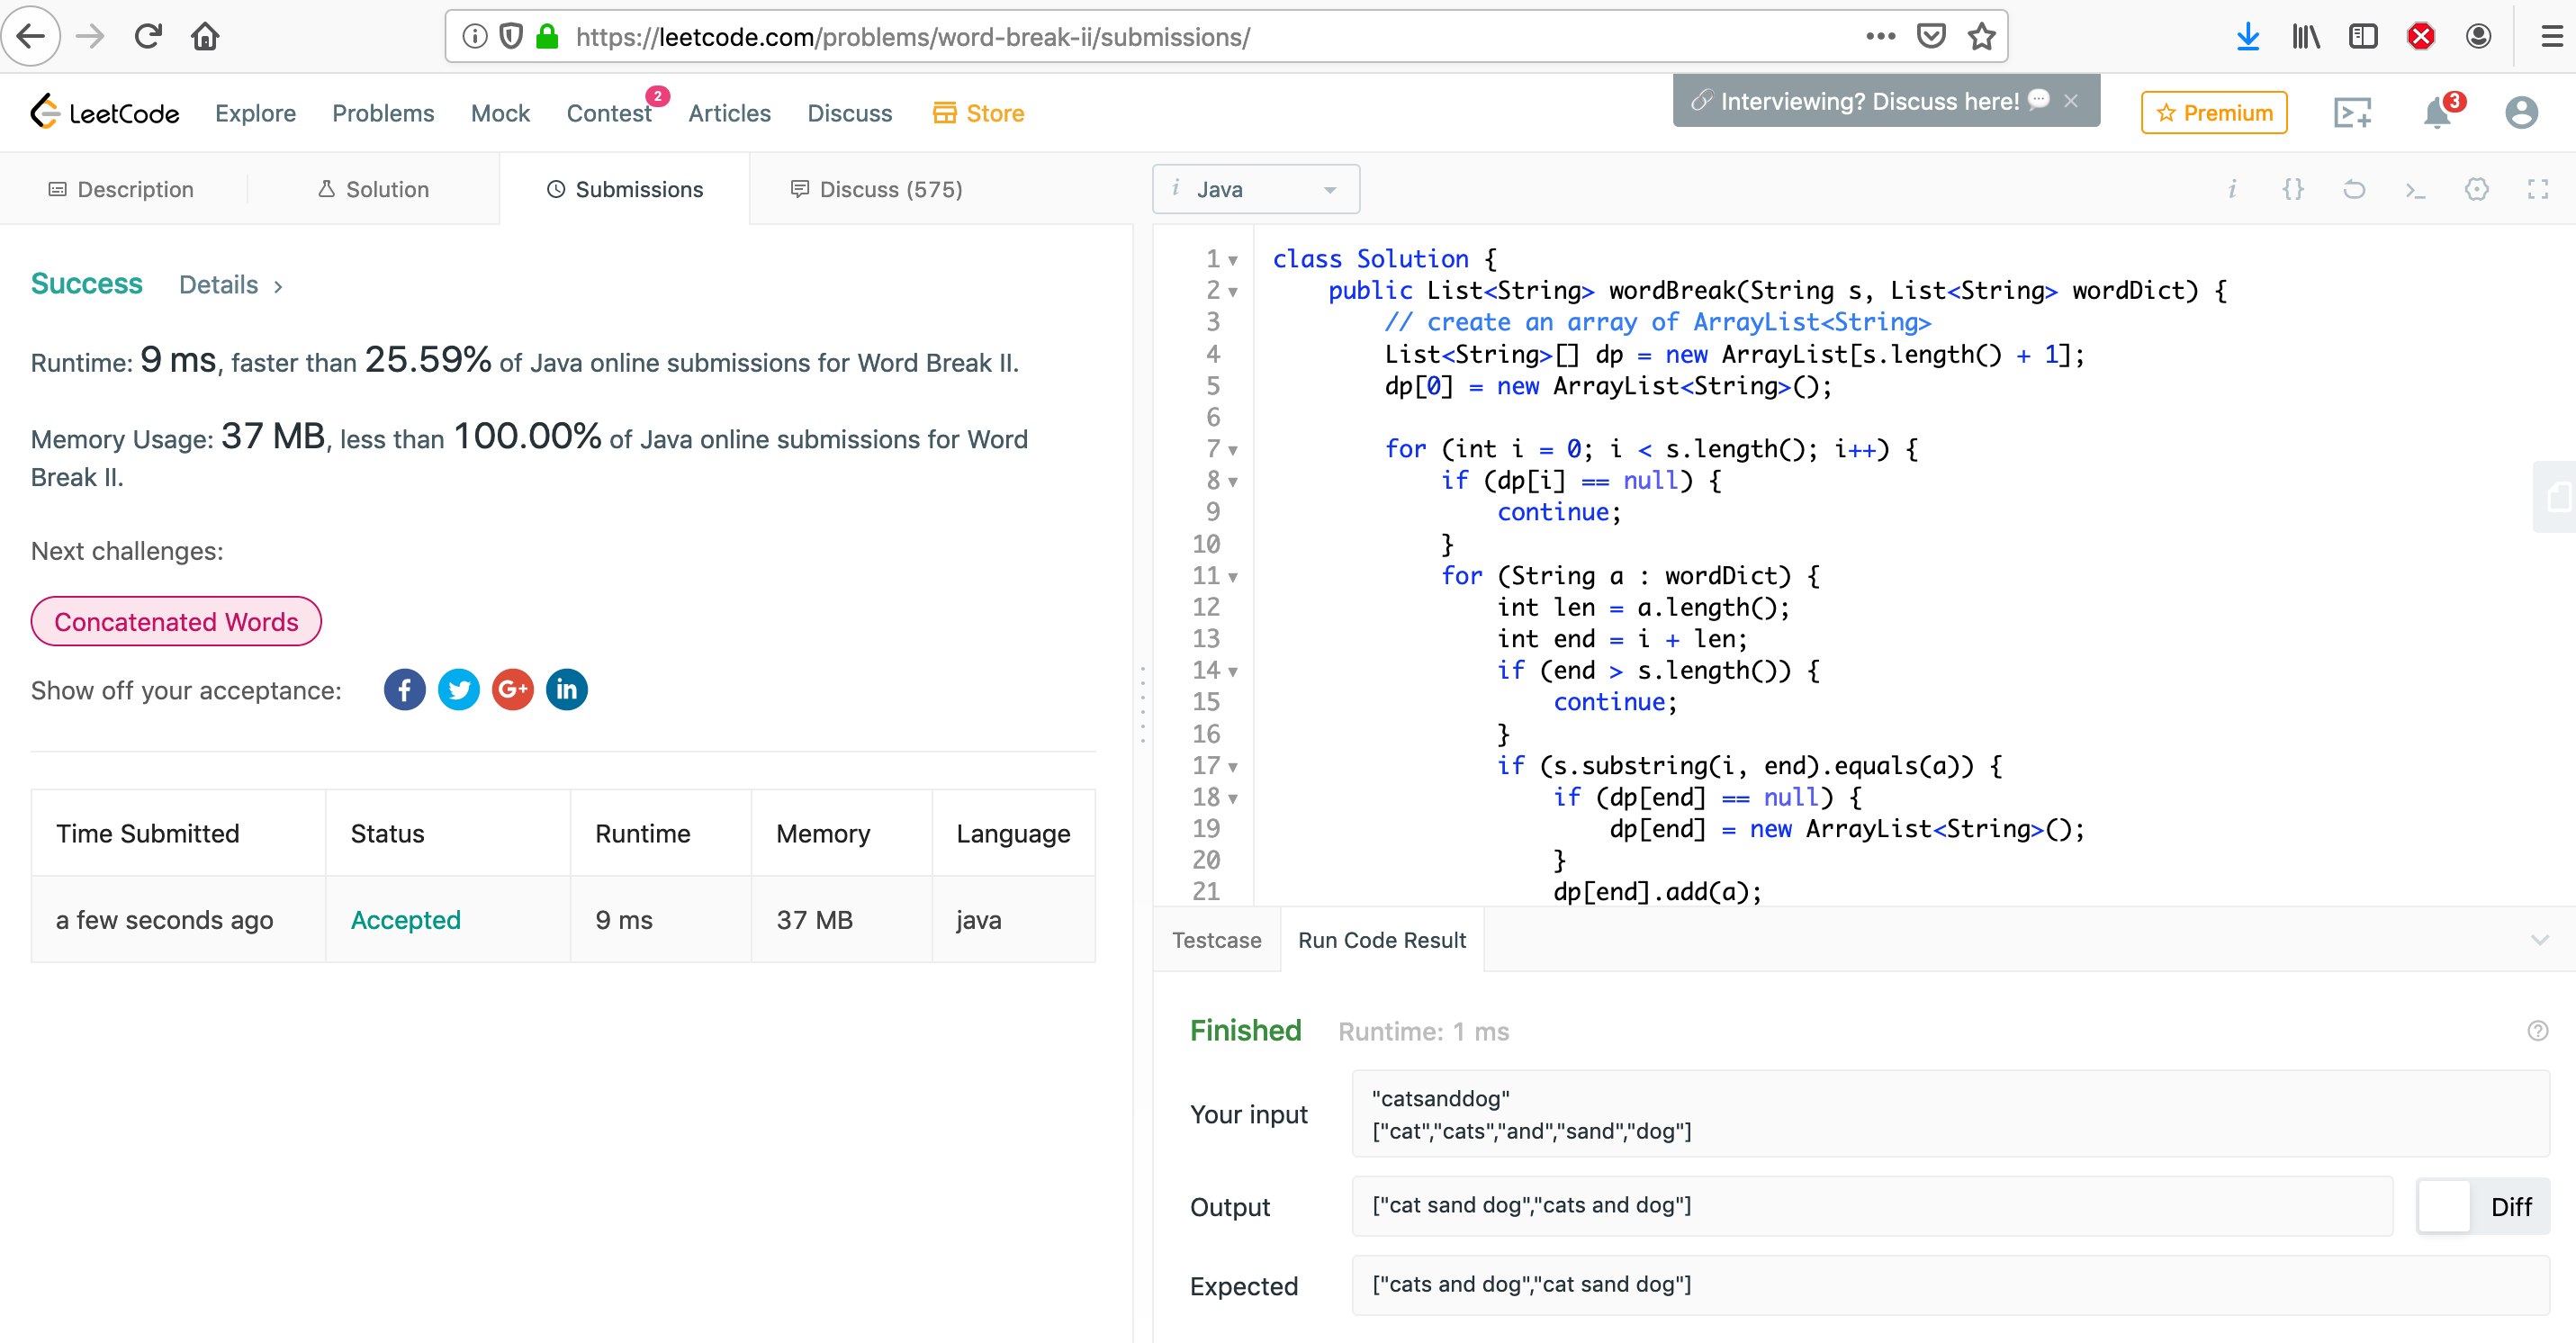 https://leetcode.com/problems/word-break-ii/submissions/
LeetCode Explore Problems Mock Contest 2 Articles Discuss Store Interviewing? Discuss here! Premium 3
Description Solution Submissions Discuss (575)
Success Details
Runtime: 9 ms, faster than 25.59% of Java online submissions for Word Break II.
Memory Usage: 37 MB, less than 100.00% of Java online submissions for Word
Break II.
Next challenges:
Concatenated Words
Show off your acceptance: f G+ in
Time Submitted Status Runtime Memory Language
a few seconds ago Accepted 9 ms 37 MB java
i Java i {} >_
1 class Solution {
2 public List<String> wordBreak(String s, List<String> wordDict) {
3 // create an array of ArrayList<String>
4 List<String>[] dp = new ArrayList[s.length() + 1];
5 dp[0] = new ArrayList<String>();
6
7 for (int i = 0; i < s.length(); i++) {
8 if (dp[i] == null) {
9 continue;
10 }
11 for (String a : wordDict) {
12 int len = a.length();
13 int end = i + len;
14 if (end > s.length()) {
15 continue;
16 }
17 if (s.substring(i, end).equals(a)) {
18 if (dp[end] == null) {
19 dp[end] = new ArrayList<String>();
20 }
21 dp[end].add(a);
Testcase Run Code Result
Finished Runtime: 1 ms
Your input
"catsanddog"
["cat","cats","and","sand","dog"]
Output ["cat sand dog","cats and dog"] Diff
Expected ["cats and dog","cat sand dog"]